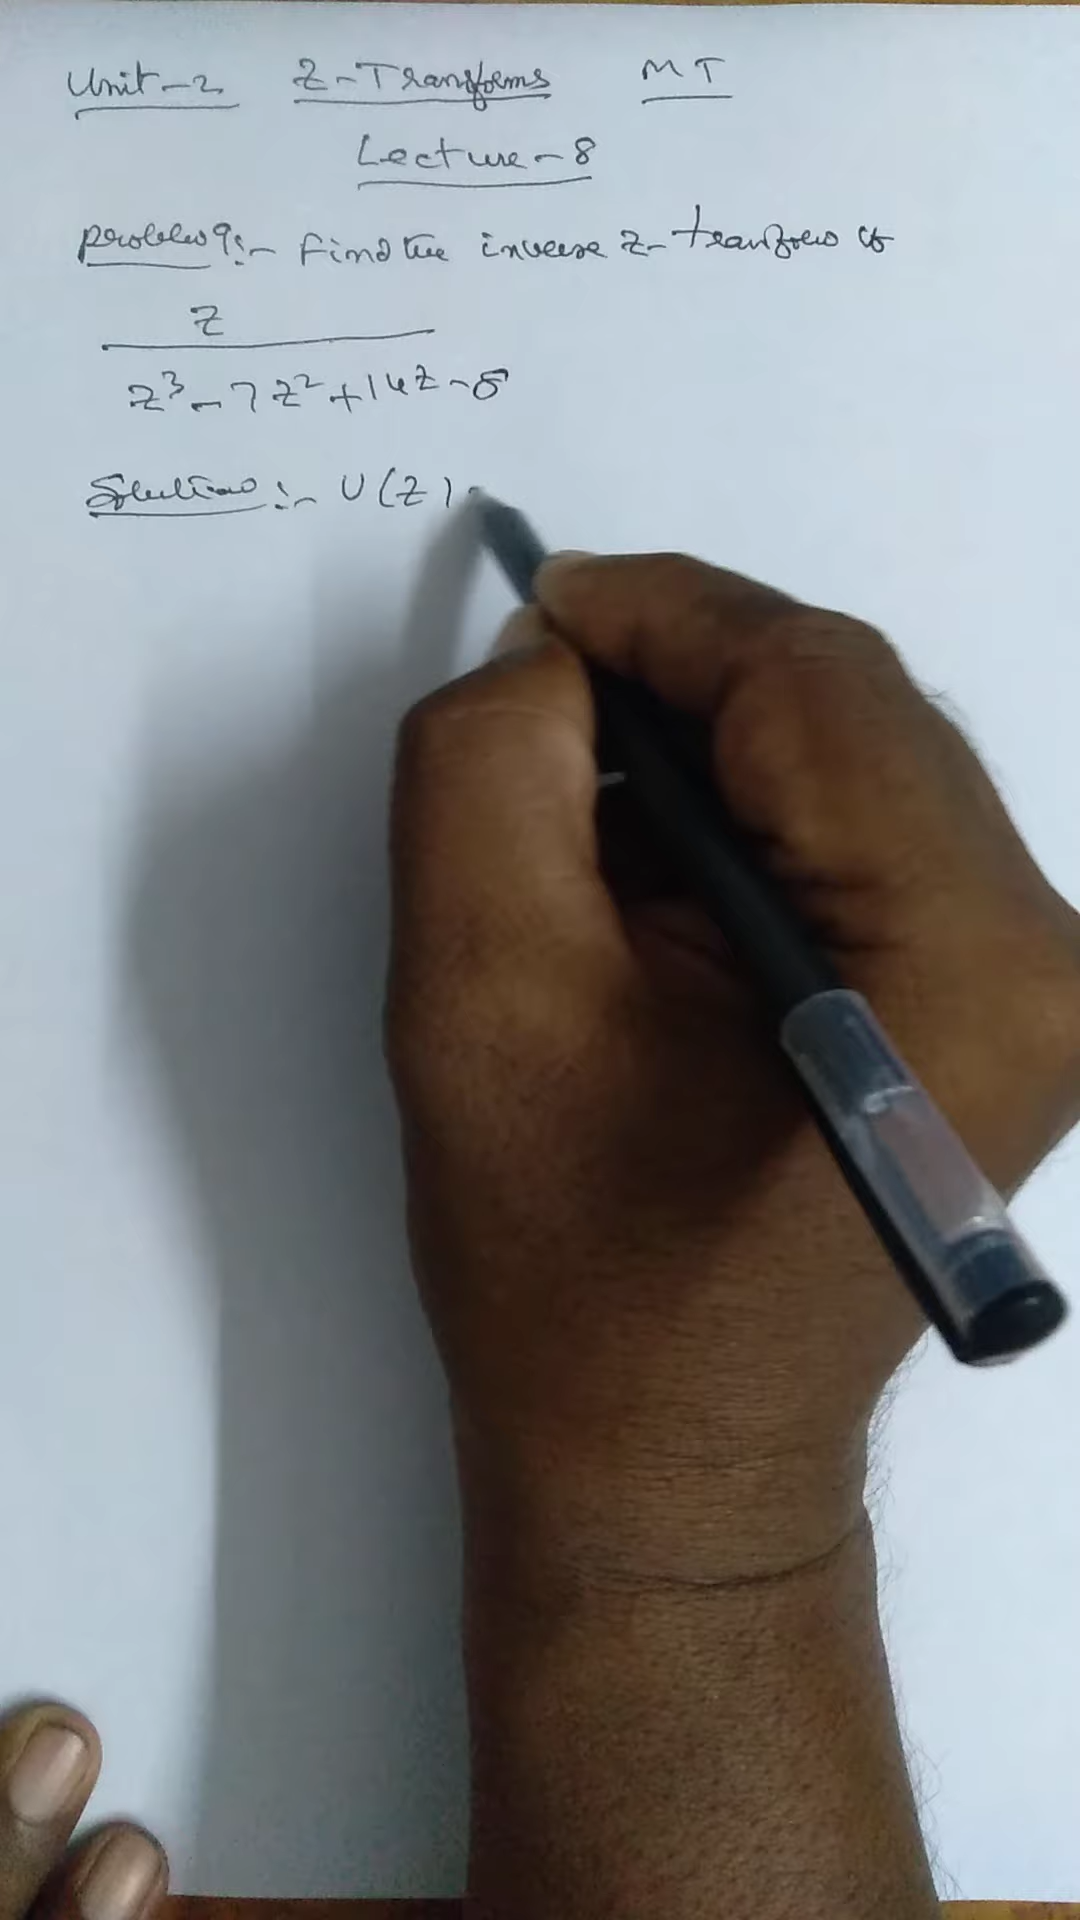 Unit-2 Z-Transforms MT
Lecture-8
Problem 9:- Find the inverse Z-transform of
z
z³-7z²+14z-8
Solution:- U(z)